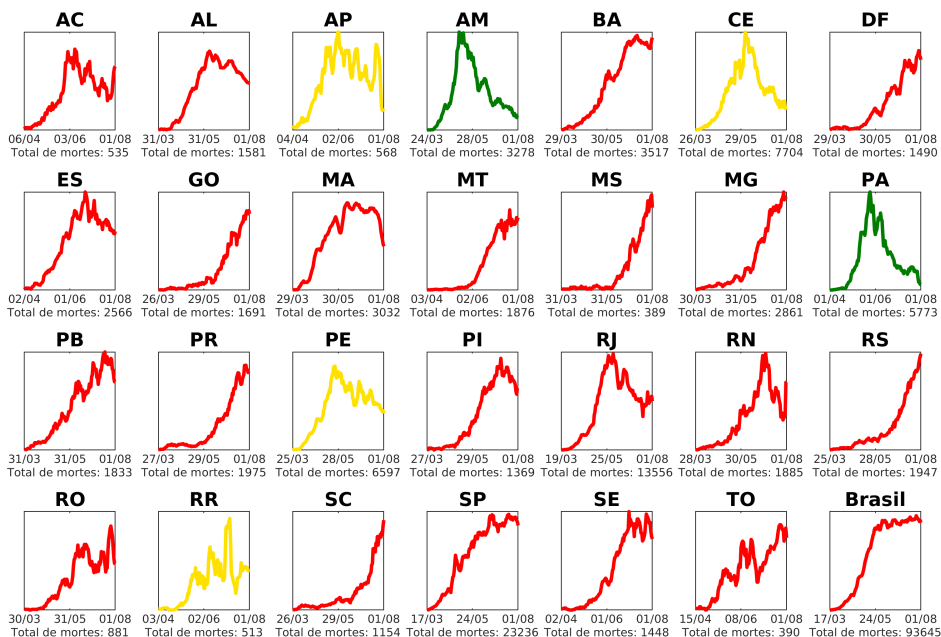 AC AL AP AM BA CE DF
06/04 03/06 01/08 31/03 31/05 01/08 04/04 02/06 01/08 24/03 28/05 01/08 29/03 30/05 01/08 26/03 29/05 01/08 29/03 30/05 01/08
Total de mortes: 535 Total de mortes: 1581 Total de mortes: 568 Total de mortes: 3278 Total de mortes: 3517 Total de mortes: 7704 Total de mortes: 1490
ES GO MA MT MS MG PA
02/04 01/06 01/08 26/03 29/05 01/08 29/03 30/05 01/08 03/04 02/06 01/08 31/03 31/05 01/08 30/03 31/05 01/08 01/04 01/06 01/08
Total de mortes: 2566 Total de mortes: 1691 Total de mortes: 3032 Total de mortes: 1876 Total de mortes: 389 Total de mortes: 2861 Total de mortes: 5773
PB PR PE PI RJ RN RS
31/03 31/05 01/08 27/03 29/05 01/08 25/03 28/05 01/08 27/03 29/05 01/08 19/03 25/05 01/08 28/03 30/05 01/08 25/03 28/05 01/08
Total de mortes: 1833 Total de mortes: 1975 Total de mortes: 6597 Total de mortes: 1369 Total de mortes: 13556 Total de mortes: 1885 Total de mortes: 1947
RO RR SC SP SE TO Brasil
30/03 31/05 01/08 04/04 02/06 01/08 26/03 29/05 01/08 17/03 24/05 01/08 02/04 01/06 01/08 15/04 08/06 01/08 17/03 24/05 01/08
Total de mortes: 881 Total de mortes: 513 Total de mortes: 1154 Total de mortes: 23236 Total de mortes: 1448 Total de mortes: 390 Total de mortes: 93645